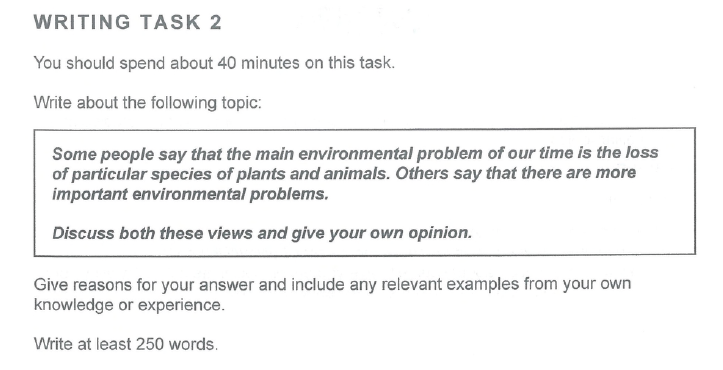 WRITING TASK 2
You should spend about 40 minutes on this task.
Write about the following topic:
Some people say that the main environmental problem of our time is the loss
of particular species of plants and animals. Others say that there are more
important environmental problems.
Discuss both these views and give your own opinion.
Give reasons for your answer and include any relevant examples from your own
knowledge or experience.
Write at least 250 words.